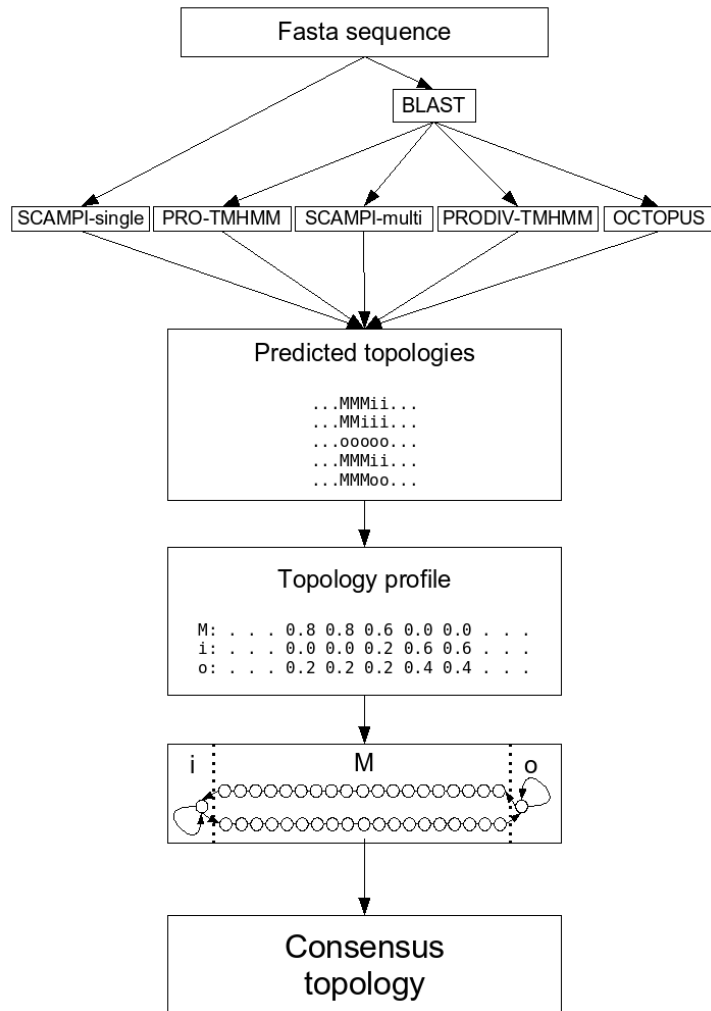 Fasta sequence
BLAST
SCAMPI-single PRO-TMHMM SCAMPI-multi PRODIV-TMHMM OCTOPUS
Predicted topologies
...MMMii...
...MMiii...
...ooooo...
...MMMii...
...MMMoo...
Topology profile
M: . . . 0.8 0.8 0.6 0.0 0.0 . . .
i: . . . 0.0 0.0 0.2 0.6 0.6 . . .
o: . . . 0.2 0.2 0.2 0.4 0.4 . . .
i M o
Consensus
topology